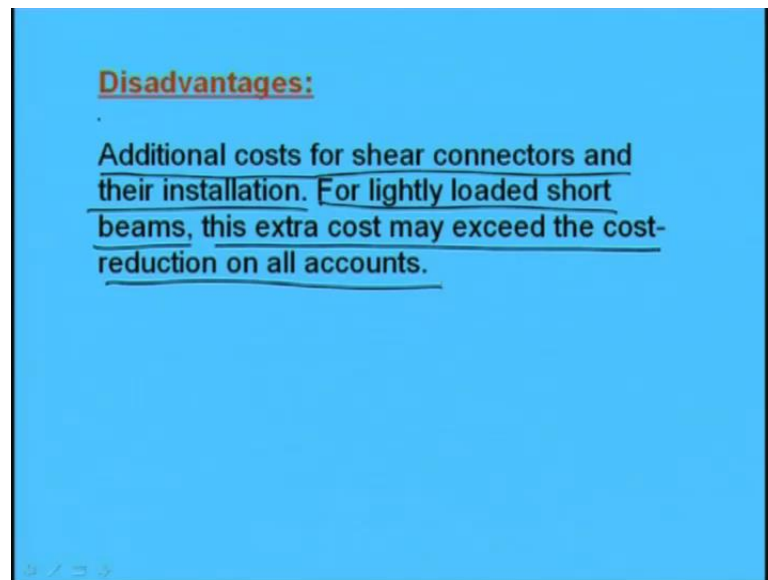 Disadvantages:
Additional costs for shear connectors and
their installation. For lightly loaded short
beams, this extra cost may exceed the cost-
reduction on all accounts.